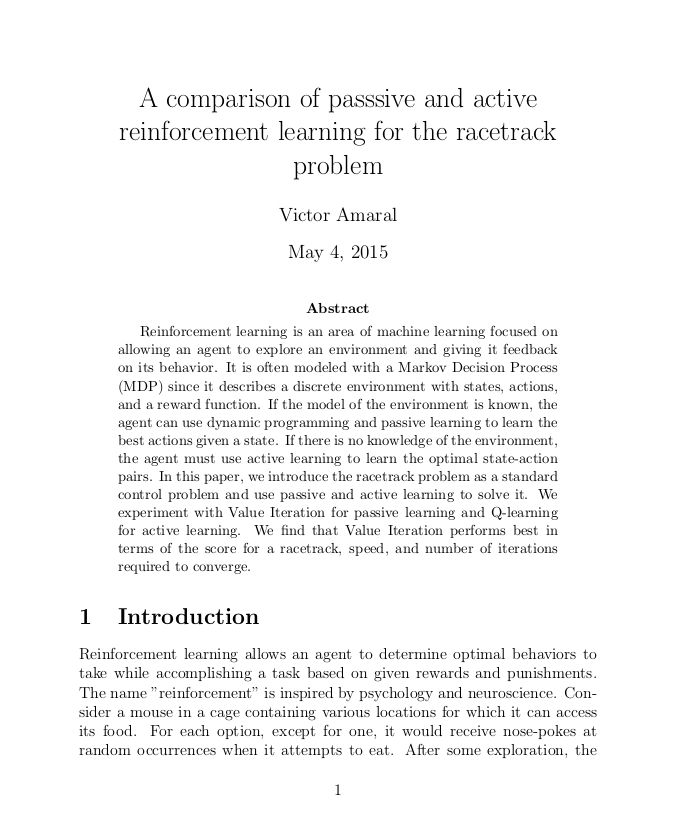 A comparison of passsive and active
reinforcement learning for the racetrack
problem
Victor Amaral
May 4, 2015
Abstract
Reinforcement learning is an area of machine learning focused on
allowing an agent to explore an environment and giving it feedback
on its behavior. It is often modeled with a Markov Decision Process
(MDP) since it describes a discrete environment with states, actions,
and a reward function. If the model of the environment is known, the
agent can use dynamic programming and passive learning to learn the
best actions given a state. If there is no knowledge of the environment,
the agent must use active learning to learn the optimal state-action
pairs. In this paper, we introduce the racetrack problem as a standard
control problem and use passive and active learning to solve it. We
experiment with Value Iteration for passive learning and Q-learning
for active learning. We find that Value Iteration performs best in
terms of the score for a racetrack, speed, and number of iterations
required to converge.
1 Introduction
Reinforcement learning allows an agent to determine optimal behaviors to
take while accomplishing a task based on given rewards and punishments.
The name ”reinforcement” is inspired by psychology and neuroscience. Con-
sider a mouse in a cage containing various locations for which it can access
its food. For each option, except for one, it would receive nose-pokes at
random occurrences when it attempts to eat. After some exploration, the
1